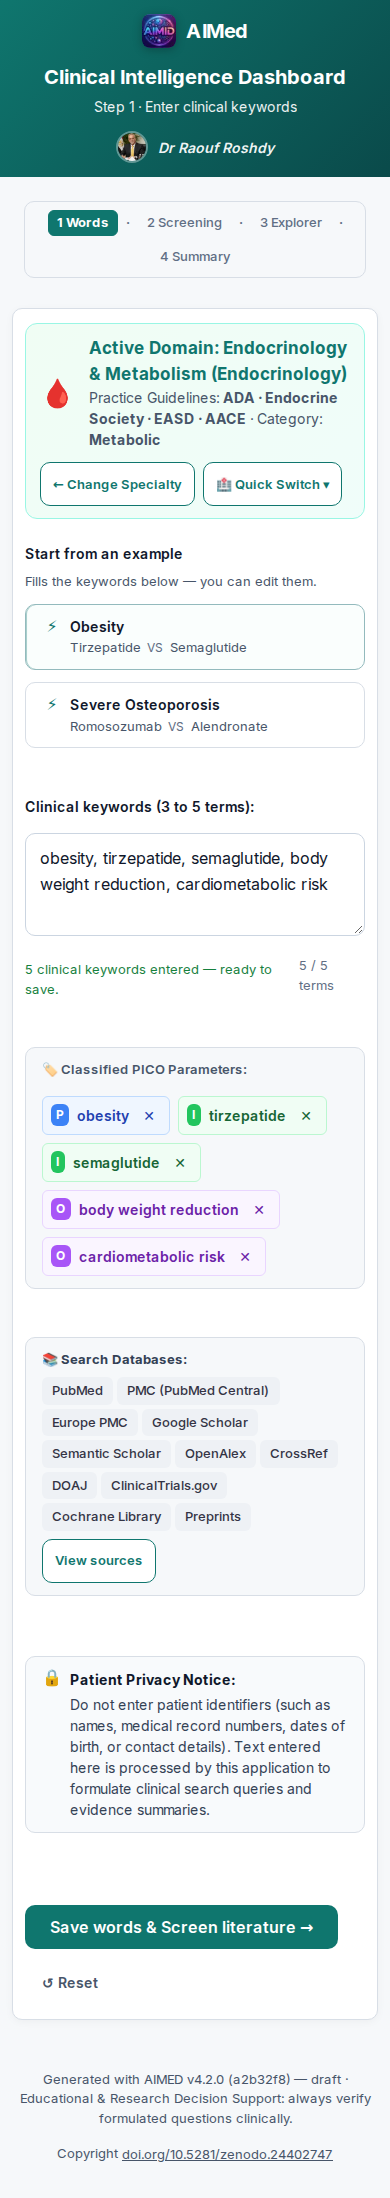 AIMID
AIMed
Clinical Intelligence Dashboard
Step 1 · Enter clinical keywords
Dr Raouf Roshdy
1 Words · 2 Screening · 3 Explorer ·
4 Summary
Active Domain: Endocrinology
& Metabolism (Endocrinology)
Practice Guidelines: ADA · Endocrine
Society · EASD · AACE · Category:
Metabolic
← Change Specialty
🏥 Quick Switch ▾
Start from an example
Fills the keywords below — you can edit them.
⚡ Obesity
Tirzepatide VS Semaglutide
⚡ Severe Osteoporosis
Romosozumab VS Alendronate
Clinical keywords (3 to 5 terms):
obesity, tirzepatide, semaglutide, body
weight reduction, cardiometabolic risk
5 clinical keywords entered — ready to
save.
5 / 5
terms
🏷️ Classified PICO Parameters:
P obesity ✕ I tirzepatide ✕
I semaglutide ✕
O body weight reduction ✕
O cardiometabolic risk ✕
📚 Search Databases:
PubMed PMC (PubMed Central)
Europe PMC Google Scholar
Semantic Scholar OpenAlex CrossRef
DOAJ ClinicalTrials.gov
Cochrane Library Preprints
View sources
🔒 Patient Privacy Notice:
Do not enter patient identifiers (such as
names, medical record numbers, dates of
birth, or contact details). Text entered
here is processed by this application to
formulate clinical search queries and
evidence summaries.
Save words & Screen literature →
↺ Reset
Generated with AIMED v4.2.0 (a2b32f8) — draft ·
Educational & Research Decision Support: always verify
formulated questions clinically.
Copyright doi.org/10.5281/zenodo.24402747